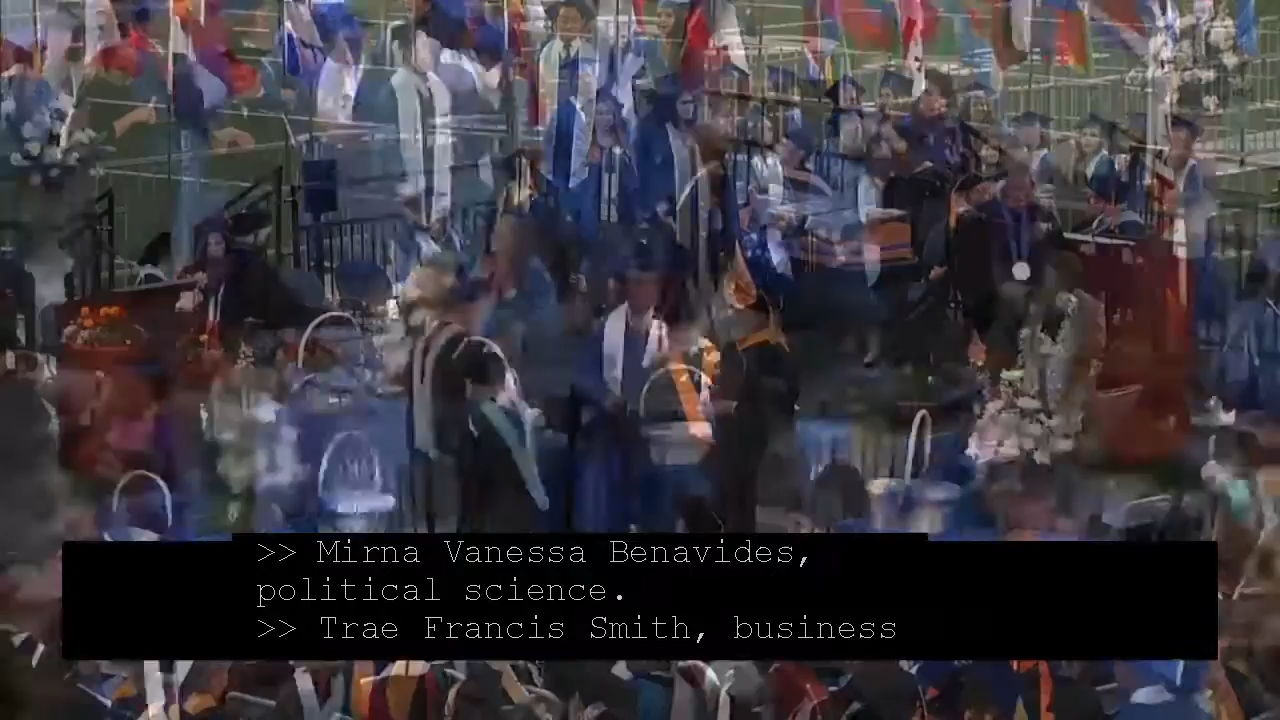 >> Mirna Vanessa Benavides,
political science.
>> Trae Francis Smith, business